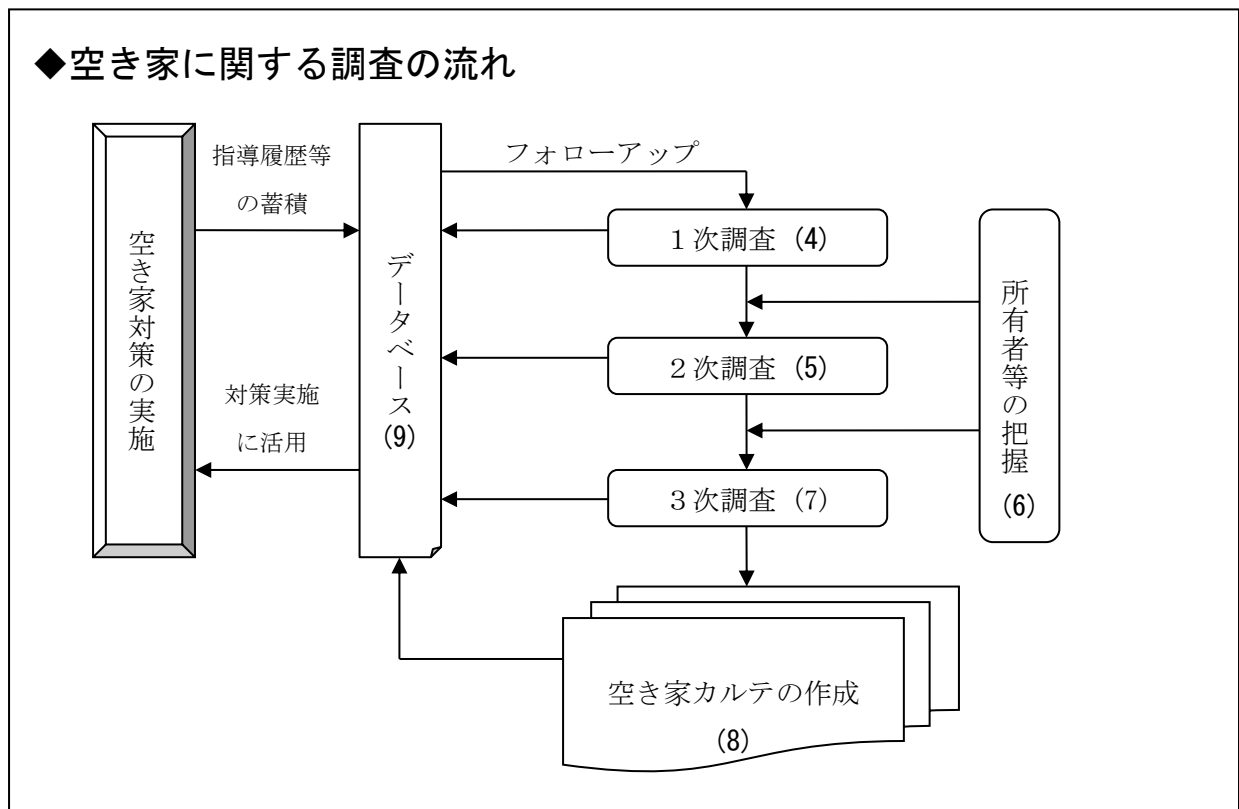 ◆空き家に関する調査の流れ
空き家対策の実施
指導履歴等
の蓄積
対策実施
に活用
データベース
(9)
フォローアップ
1次調査 (4)
2次調査 (5)
3次調査 (7)
所有者等の把握
(6)
空き家カルテの作成
(8)